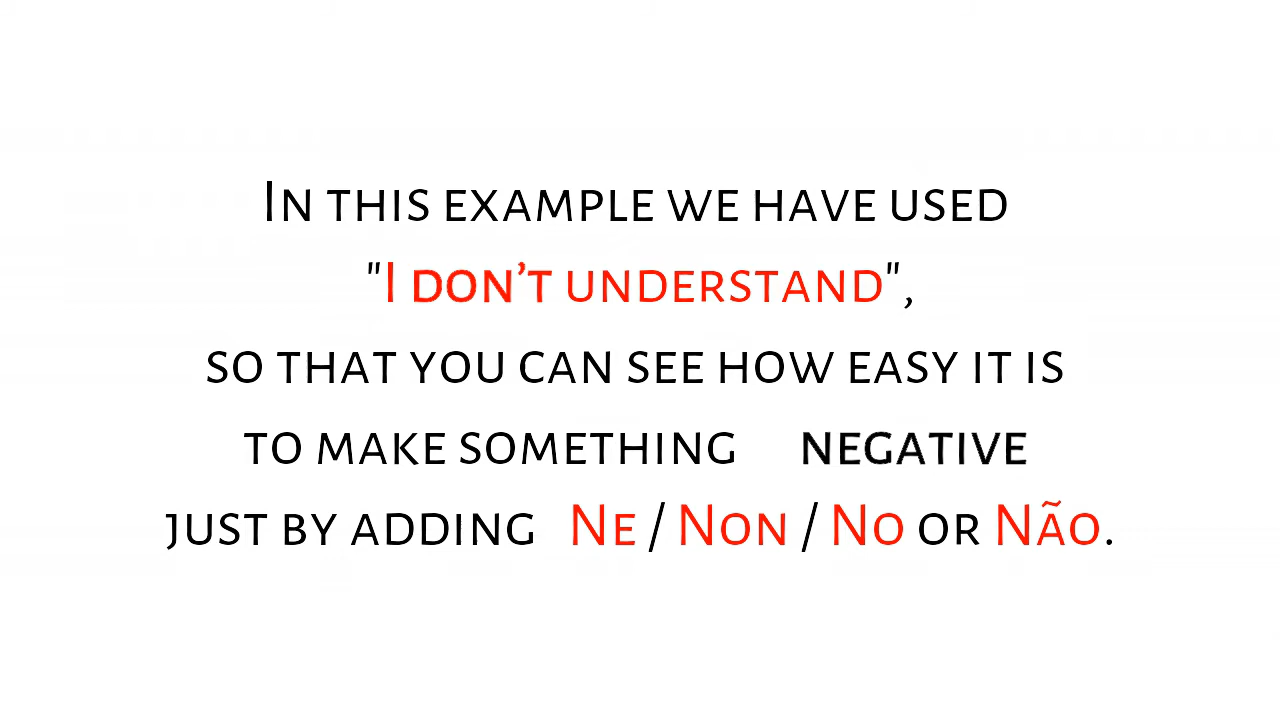 In this example we have used
"I don't understand",
so that you can see how easy it is
to make something negative
just by adding Ne / Non / No or Não.